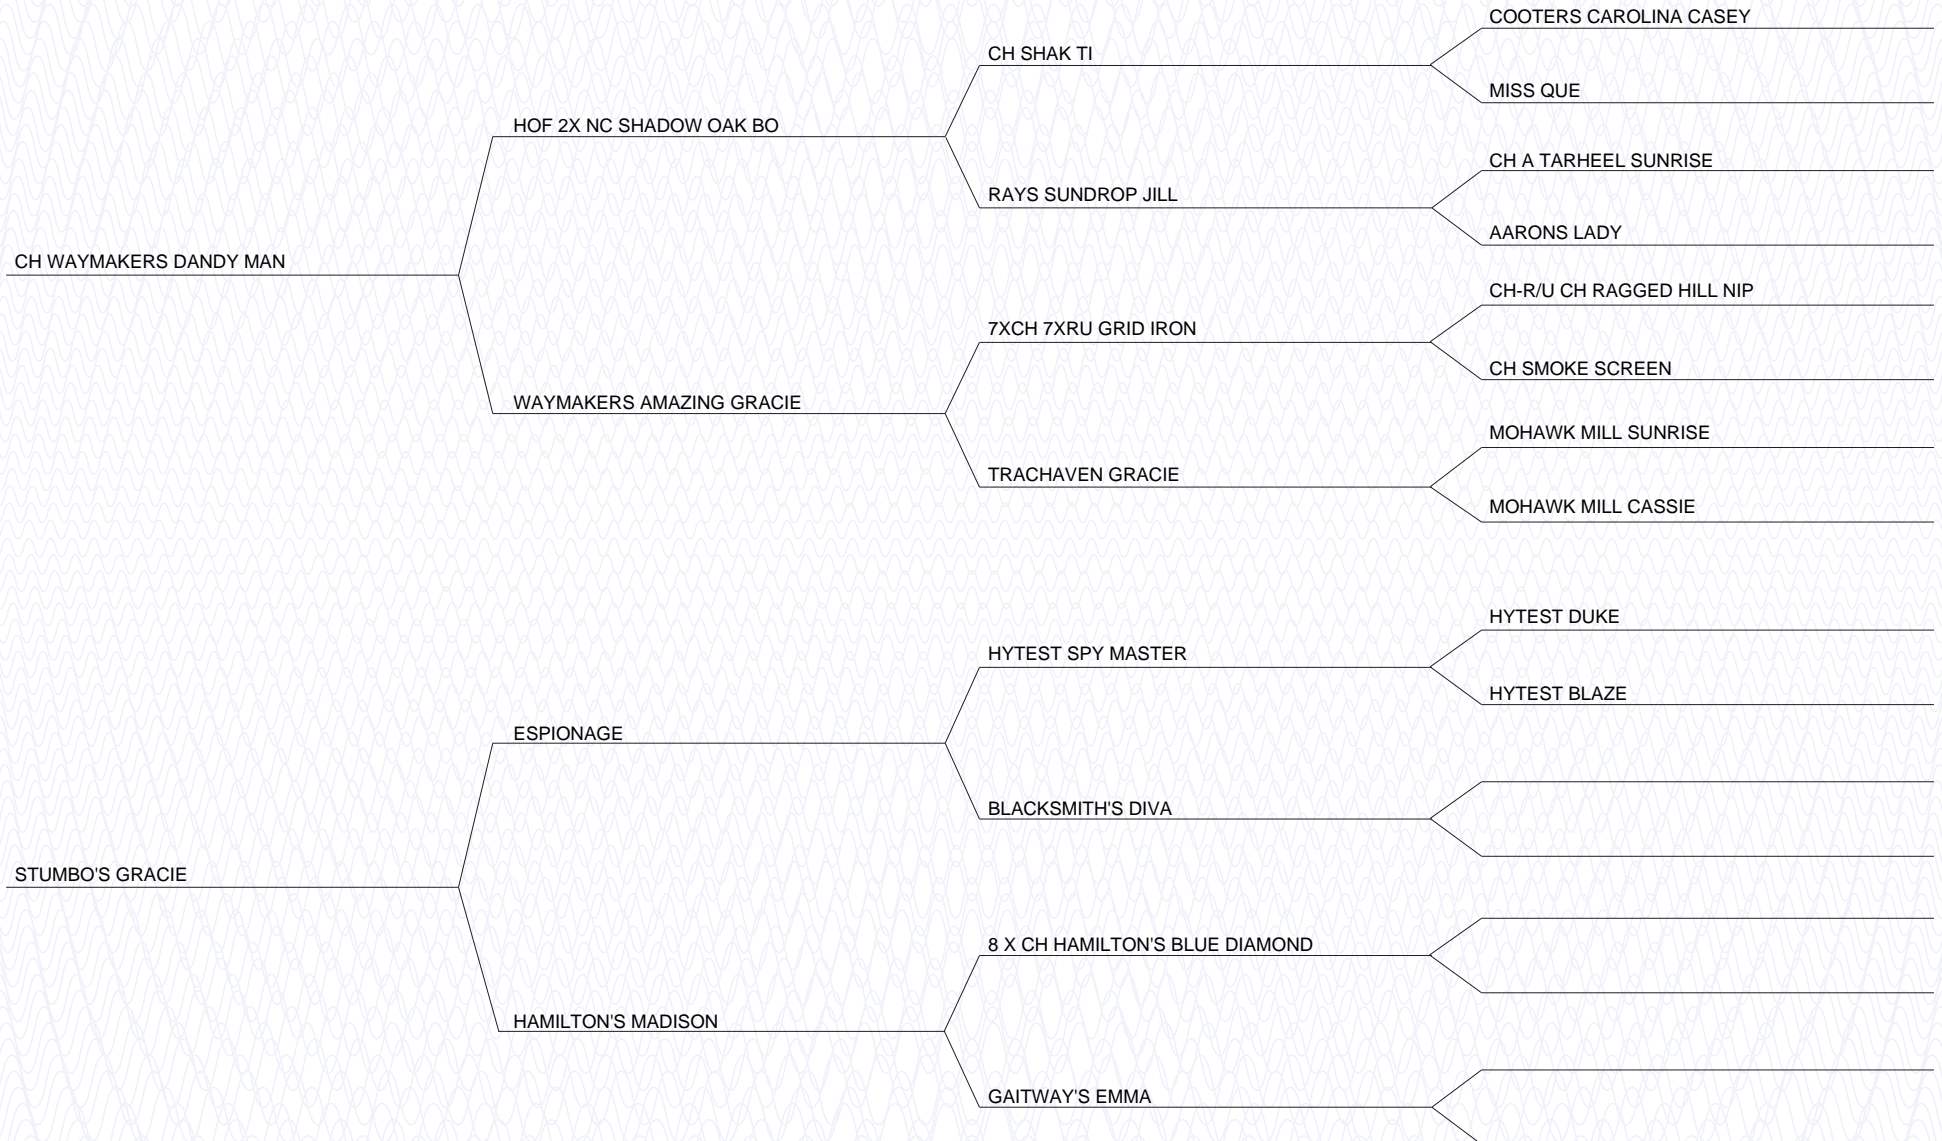 COOTERS CAROLINA CASEY
CH SHAK TI
MISS QUE
HOF 2X NC SHADOW OAK BO
CH A TARHEEL SUNRISE
RAYS SUNDROP JILL
AARONS LADY
CH WAYMAKERS DANDY MAN
CH-R/U CH RAGGED HILL NIP
7XCH 7XRU GRID IRON
CH SMOKE SCREEN
WAYMAKERS AMAZING GRACIE
MOHAWK MILL SUNRISE
TRACHAVEN GRACIE
MOHAWK MILL CASSIE
HYTEST DUKE
HYTEST SPY MASTER
HYTEST BLAZE
ESPIONAGE
BLACKSMITH'S DIVA
STUMBO'S GRACIE
8 X CH HAMILTON'S BLUE DIAMOND
HAMILTON'S MADISON
GAITWAY'S EMMA